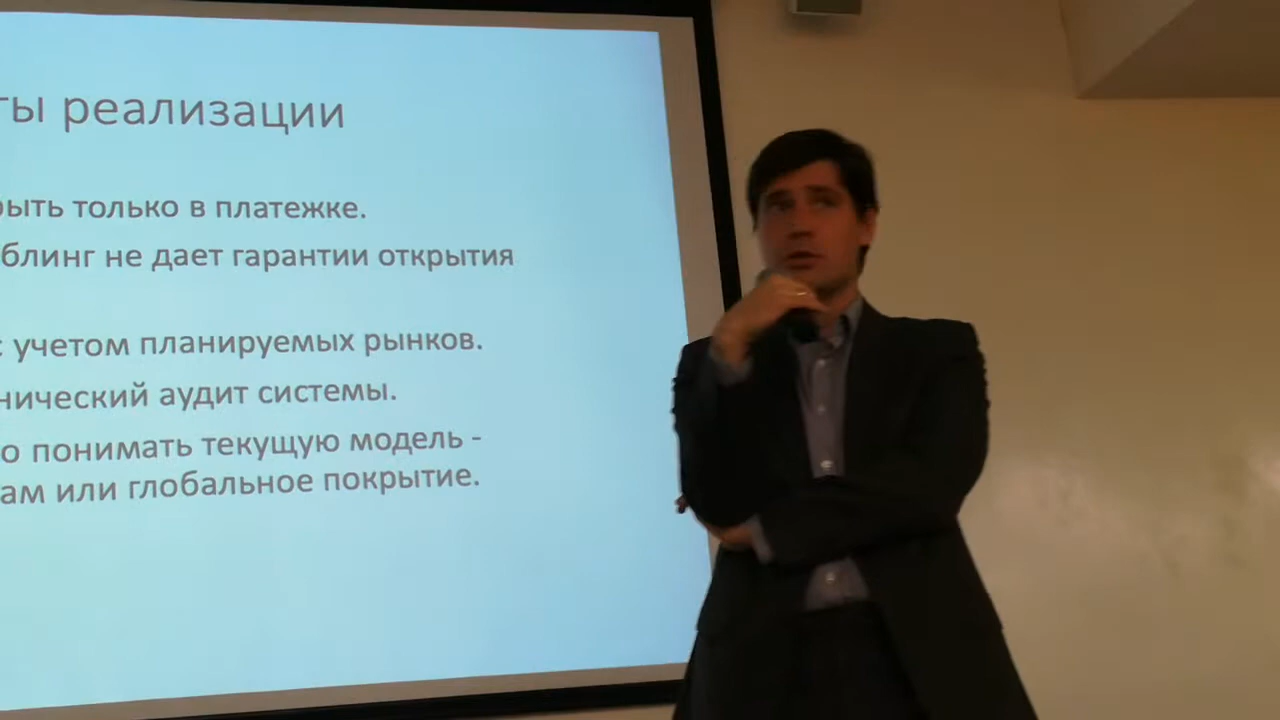 ты реализации
рыть только в платежке.
блинг не дает гарантии открытия
с учетом планируемых рынков.
нический аудит системы.
о понимать текущую модель -
ам или глобальное покрытие.